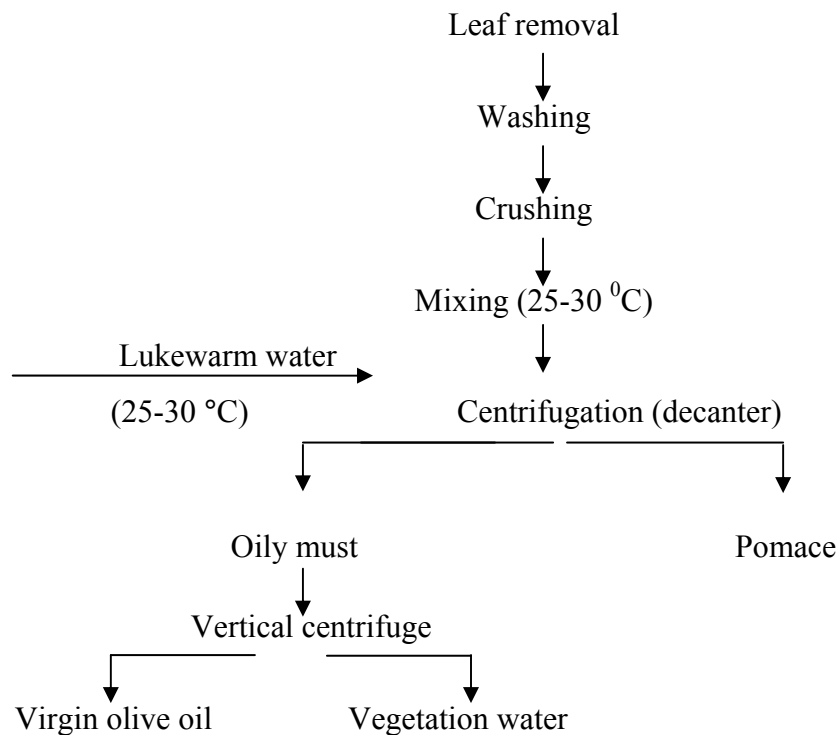 Leaf removal
Washing
Crushing
Mixing (25-30 ⁰C)
Lukewarm water
(25-30 °C)
Centrifugation (decanter)
Oily must
Pomace
Vertical centrifuge
Virgin olive oil
Vegetation water